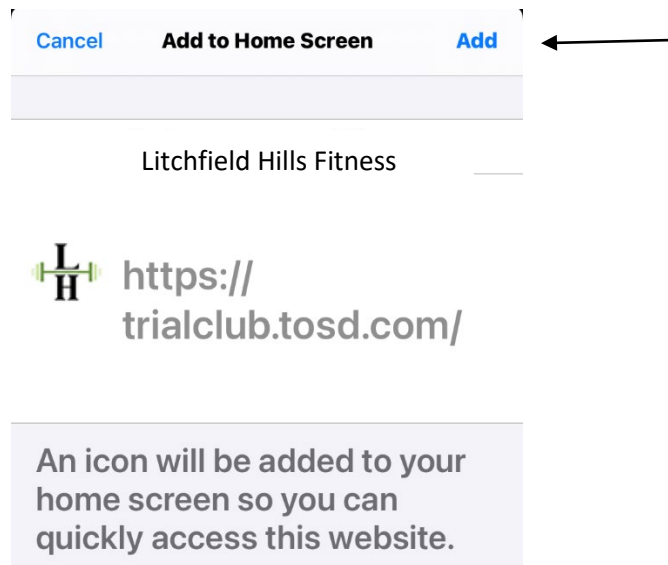 Cancel Add to Home Screen Add
Litchfield Hills Fitness
L
H
https://
trialclub.tosd.com/
An icon will be added to your
home screen so you can
quickly access this website.